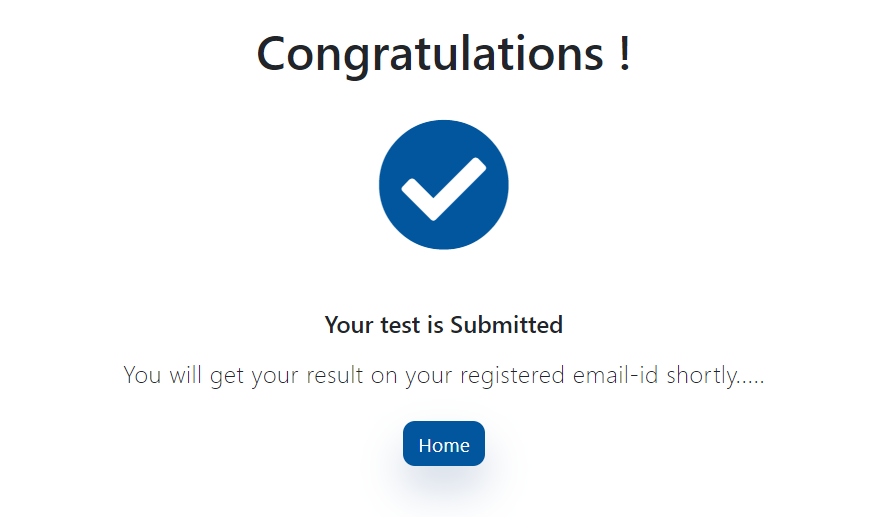 Congratulations !
Your test is Submitted
You will get your result on your registered email-id shortly.....
Home